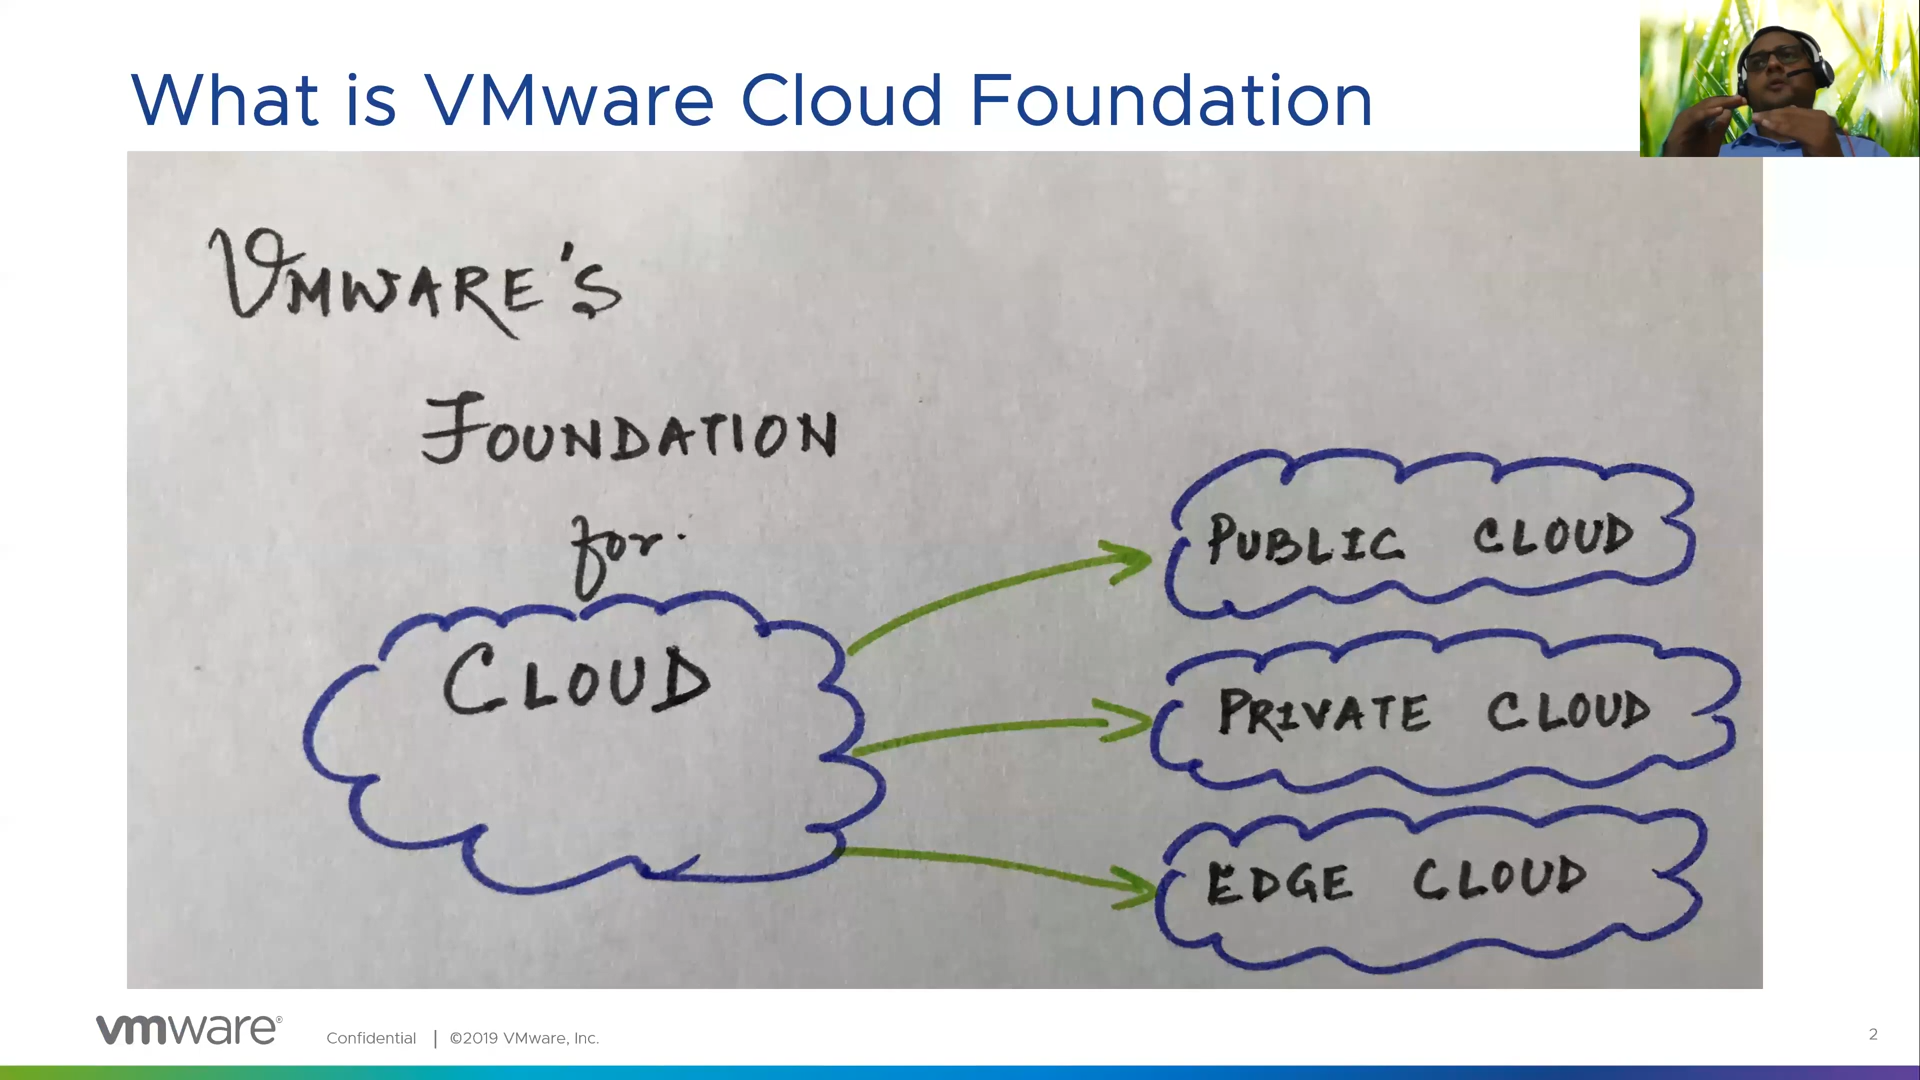 What is VMware Cloud Foundation
VMWARE'S
FOUNDATION
for.
CLOUD
PUBLIC CLOUD
PRIVATE CLOUD
EDGE CLOUD
vmware®
Confidential | ©2019 VMware, Inc.
2